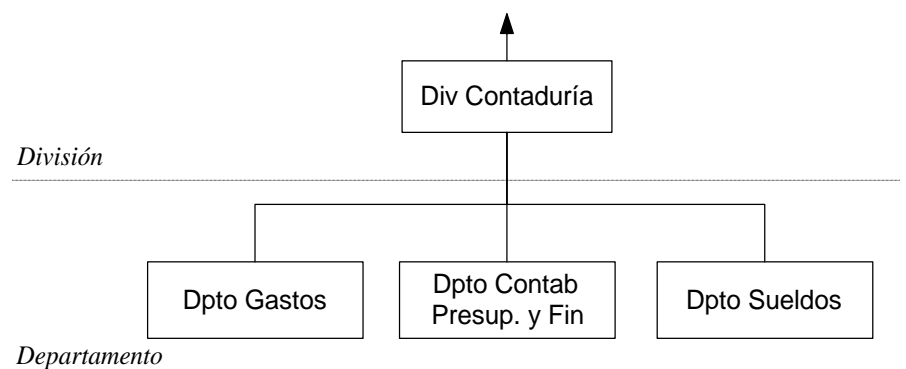 Div Contaduría
División
Dpto Gastos
Dpto Contab
Presup. y Fin
Dpto Sueldos
Departamento